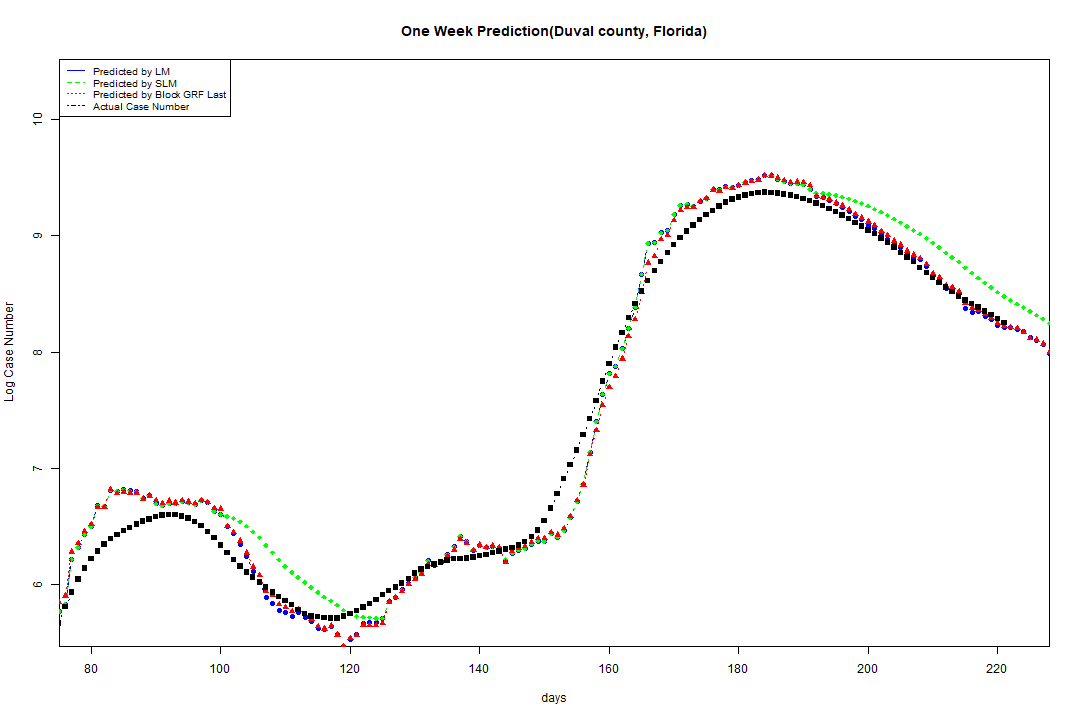 One Week Prediction(Duval county, Florida)
Predicted by LM
Predicted by SLM
Predicted by Block GRF Last
Actual Case Number
10
9
8
7
6
Log Case Number
80 100 120 140 160 180 200 220
days